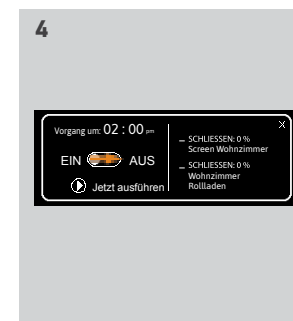 4
X
Vorgang um: 02 : 00 pm
EIN AUS
Jetzt ausführen
– SCHLIESSEN: 0 %
Screen Wohnzimmer
– SCHLIESSEN: 0 %
Wohnzimmer
Rollladen